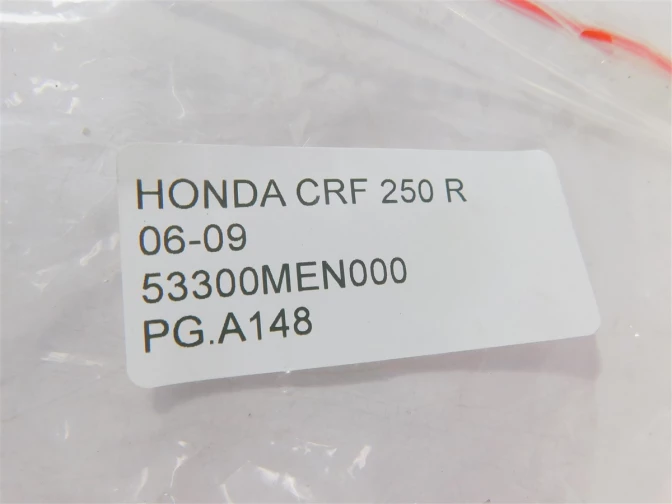 HONDA CRF 250 R
06-09
53300MEN000
PG.A148